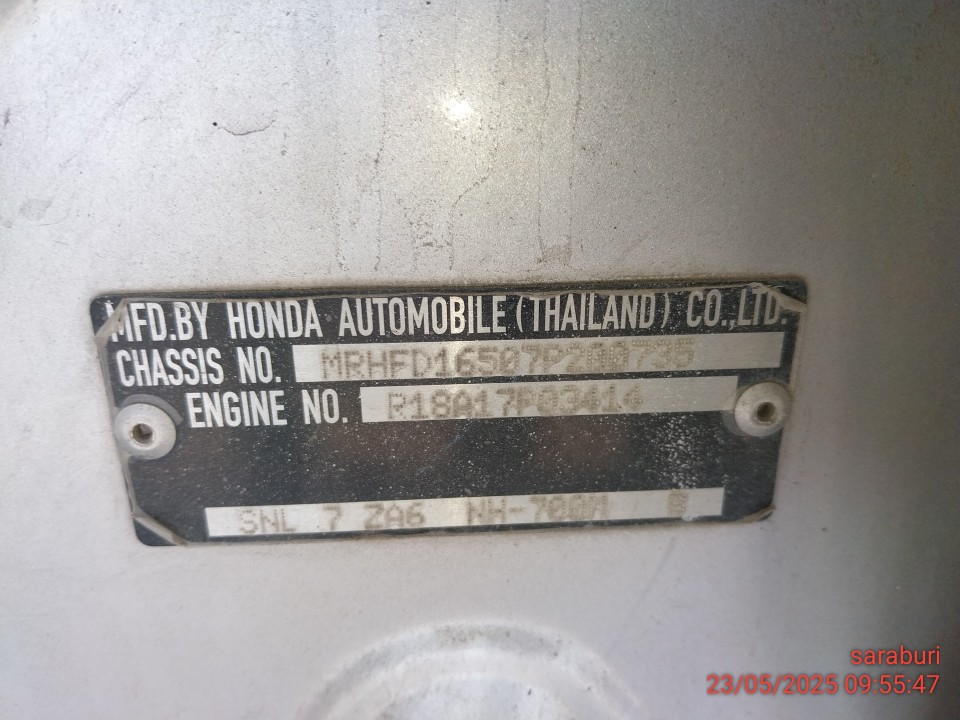 MFD.BY HONDA AUTOMOBILE (THAILAND) CO.,LTD.
CHASSIS NO. MRHFD16507P200735
ENGINE NO. R18A17P03414
SNL 7 ZA6 NH-700M 0
saraburi
23/05/2025 09:55:47